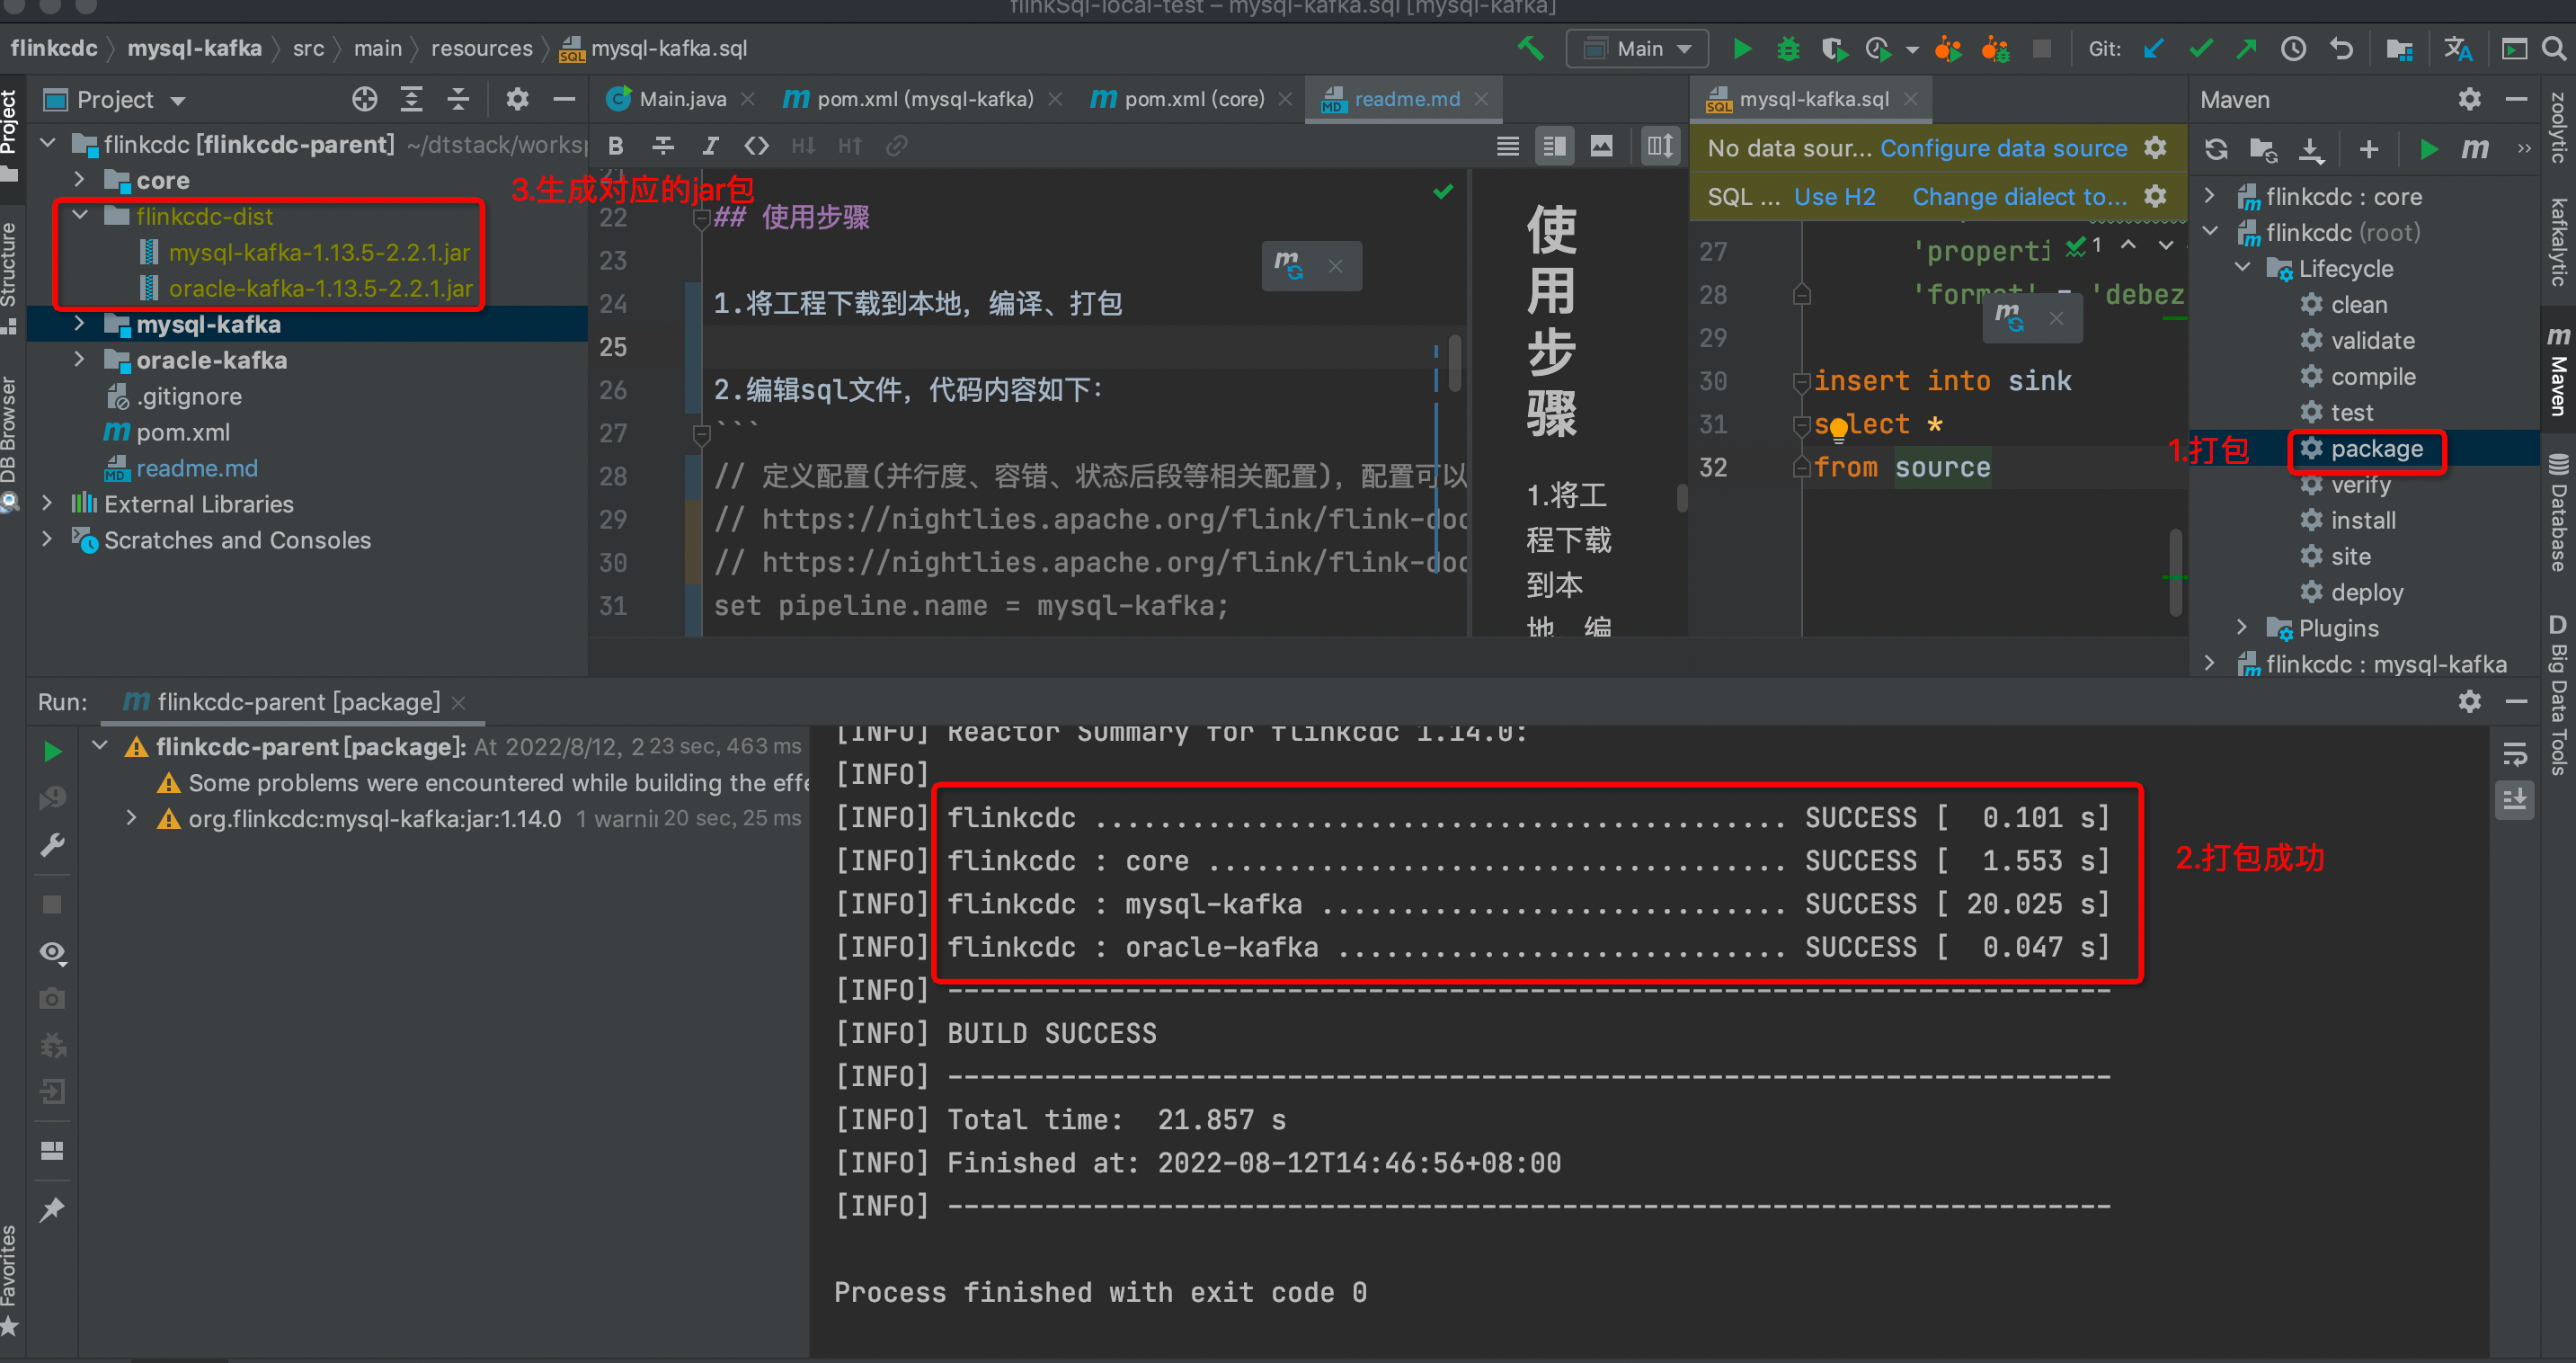 flinkSql-local-test – mysql-kafka.sql [mysql-kafka]
flinkcdc
mysql-kafka
src
main
resources
mysql-kafka.sql
Main
Git:
Project
Main.java
pom.xml (mysql-kafka)
pom.xml (core)
readme.md
mysql-kafka.sql
Maven
Project
Structure
DB Browser
Favorites
flinkcdc [flinkcdc-parent] ~/dtstack/worksp
core
flinkcdc-dist
mysql-kafka-1.13.5-2.2.1.jar
oracle-kafka-1.13.5-2.2.1.jar
mysql-kafka
oracle-kafka
.gitignore
pom.xml
readme.md
External Libraries
Scratches and Consoles
3.生成对应的jar包
22 ## 使用步骤
23
24 1.将工程下载到本地，编译、打包
25
26 2.编辑sql文件，代码内容如下：
27 ```
28 // 定义配置(并行度、容错、状态后段等相关配置)，配置可以
29 // https://nightlies.apache.org/flink/flink-doc
30 // https://nightlies.apache.org/flink/flink-doc
31 set pipeline.name = mysql-kafka;
使
用
步
骤
1.将工
程下载
到本
地，编
No data sour... Configure data source
SQL ... Use H2 Change dialect to...
27 'properti 1
28 'format' = 'debez
29
30 insert into sink
31 select *
32 from source
flinkcdc : core
flinkcdc (root)
Lifecycle
clean
validate
compile
test
1.打包
package
verify
install
site
deploy
Plugins
flinkcdc : mysql-kafka
zoolytic
kafkalytic
Maven
Database
Big Data Tools
Run:
flinkcdc-parent [package]
flinkcdc-parent [package]: At 2022/8/12, 2 23 sec, 463 ms
Some problems were encountered while building the effe
org.flinkcdc:mysql-kafka:jar:1.14.0 1 warnin 20 sec, 25 ms
[INFO] Reactor Summary for flinkcdc 1.14.0:
[INFO]
[INFO] flinkcdc ........................................... SUCCESS [  0.101 s]
[INFO] flinkcdc : core .................................... SUCCESS [  1.553 s]
[INFO] flinkcdc : mysql-kafka ............................. SUCCESS [ 20.025 s]
[INFO] flinkcdc : oracle-kafka ............................ SUCCESS [  0.047 s]
2.打包成功
[INFO] ------------------------------------------------------------------------
[INFO] BUILD SUCCESS
[INFO] ------------------------------------------------------------------------
[INFO] Total time:  21.857 s
[INFO] Finished at: 2022-08-12T14:46:56+08:00
[INFO] ------------------------------------------------------------------------
Process finished with exit code 0